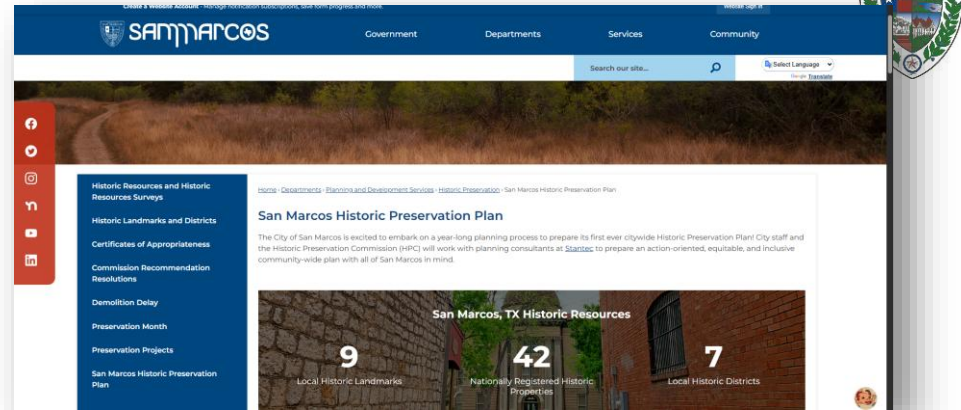 Create a Website Account - Manage notification subscriptions, save form progress and more.
Website Sign In
SANMARCOS
Government
Departments
Services
Community
Search our site...
Select Language
Google Translate
Historic Resources and Historic
Resources Surveys
Historic Landmarks and Districts
Certificates of Appropriateness
Commission Recommendation
Resolutions
Demolition Delay
Preservation Month
Preservation Projects
San Marcos Historic Preservation
Plan
Home › Departments › Planning and Development Services › Historic Preservation › San Marcos Historic Preservation Plan
San Marcos Historic Preservation Plan
The City of San Marcos is excited to embark on a year-long planning process to prepare its first ever citywide Historic Preservation Plan! City staff and
the Historic Preservation Commission (HPC) will work with planning consultants at Stantec to prepare an action-oriented, equitable, and inclusive
community-wide plan with all of San Marcos in mind.
San Marcos, TX Historic Resources
9
Local Historic Landmarks
42
Nationally Registered Historic
Properties
7
Local Historic Districts